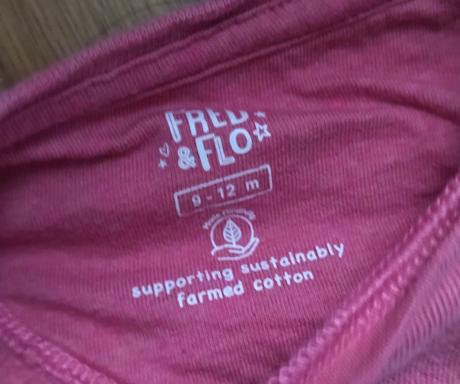 FRED
&FLO
9-12 m
supporting sustainably
farmed cotton